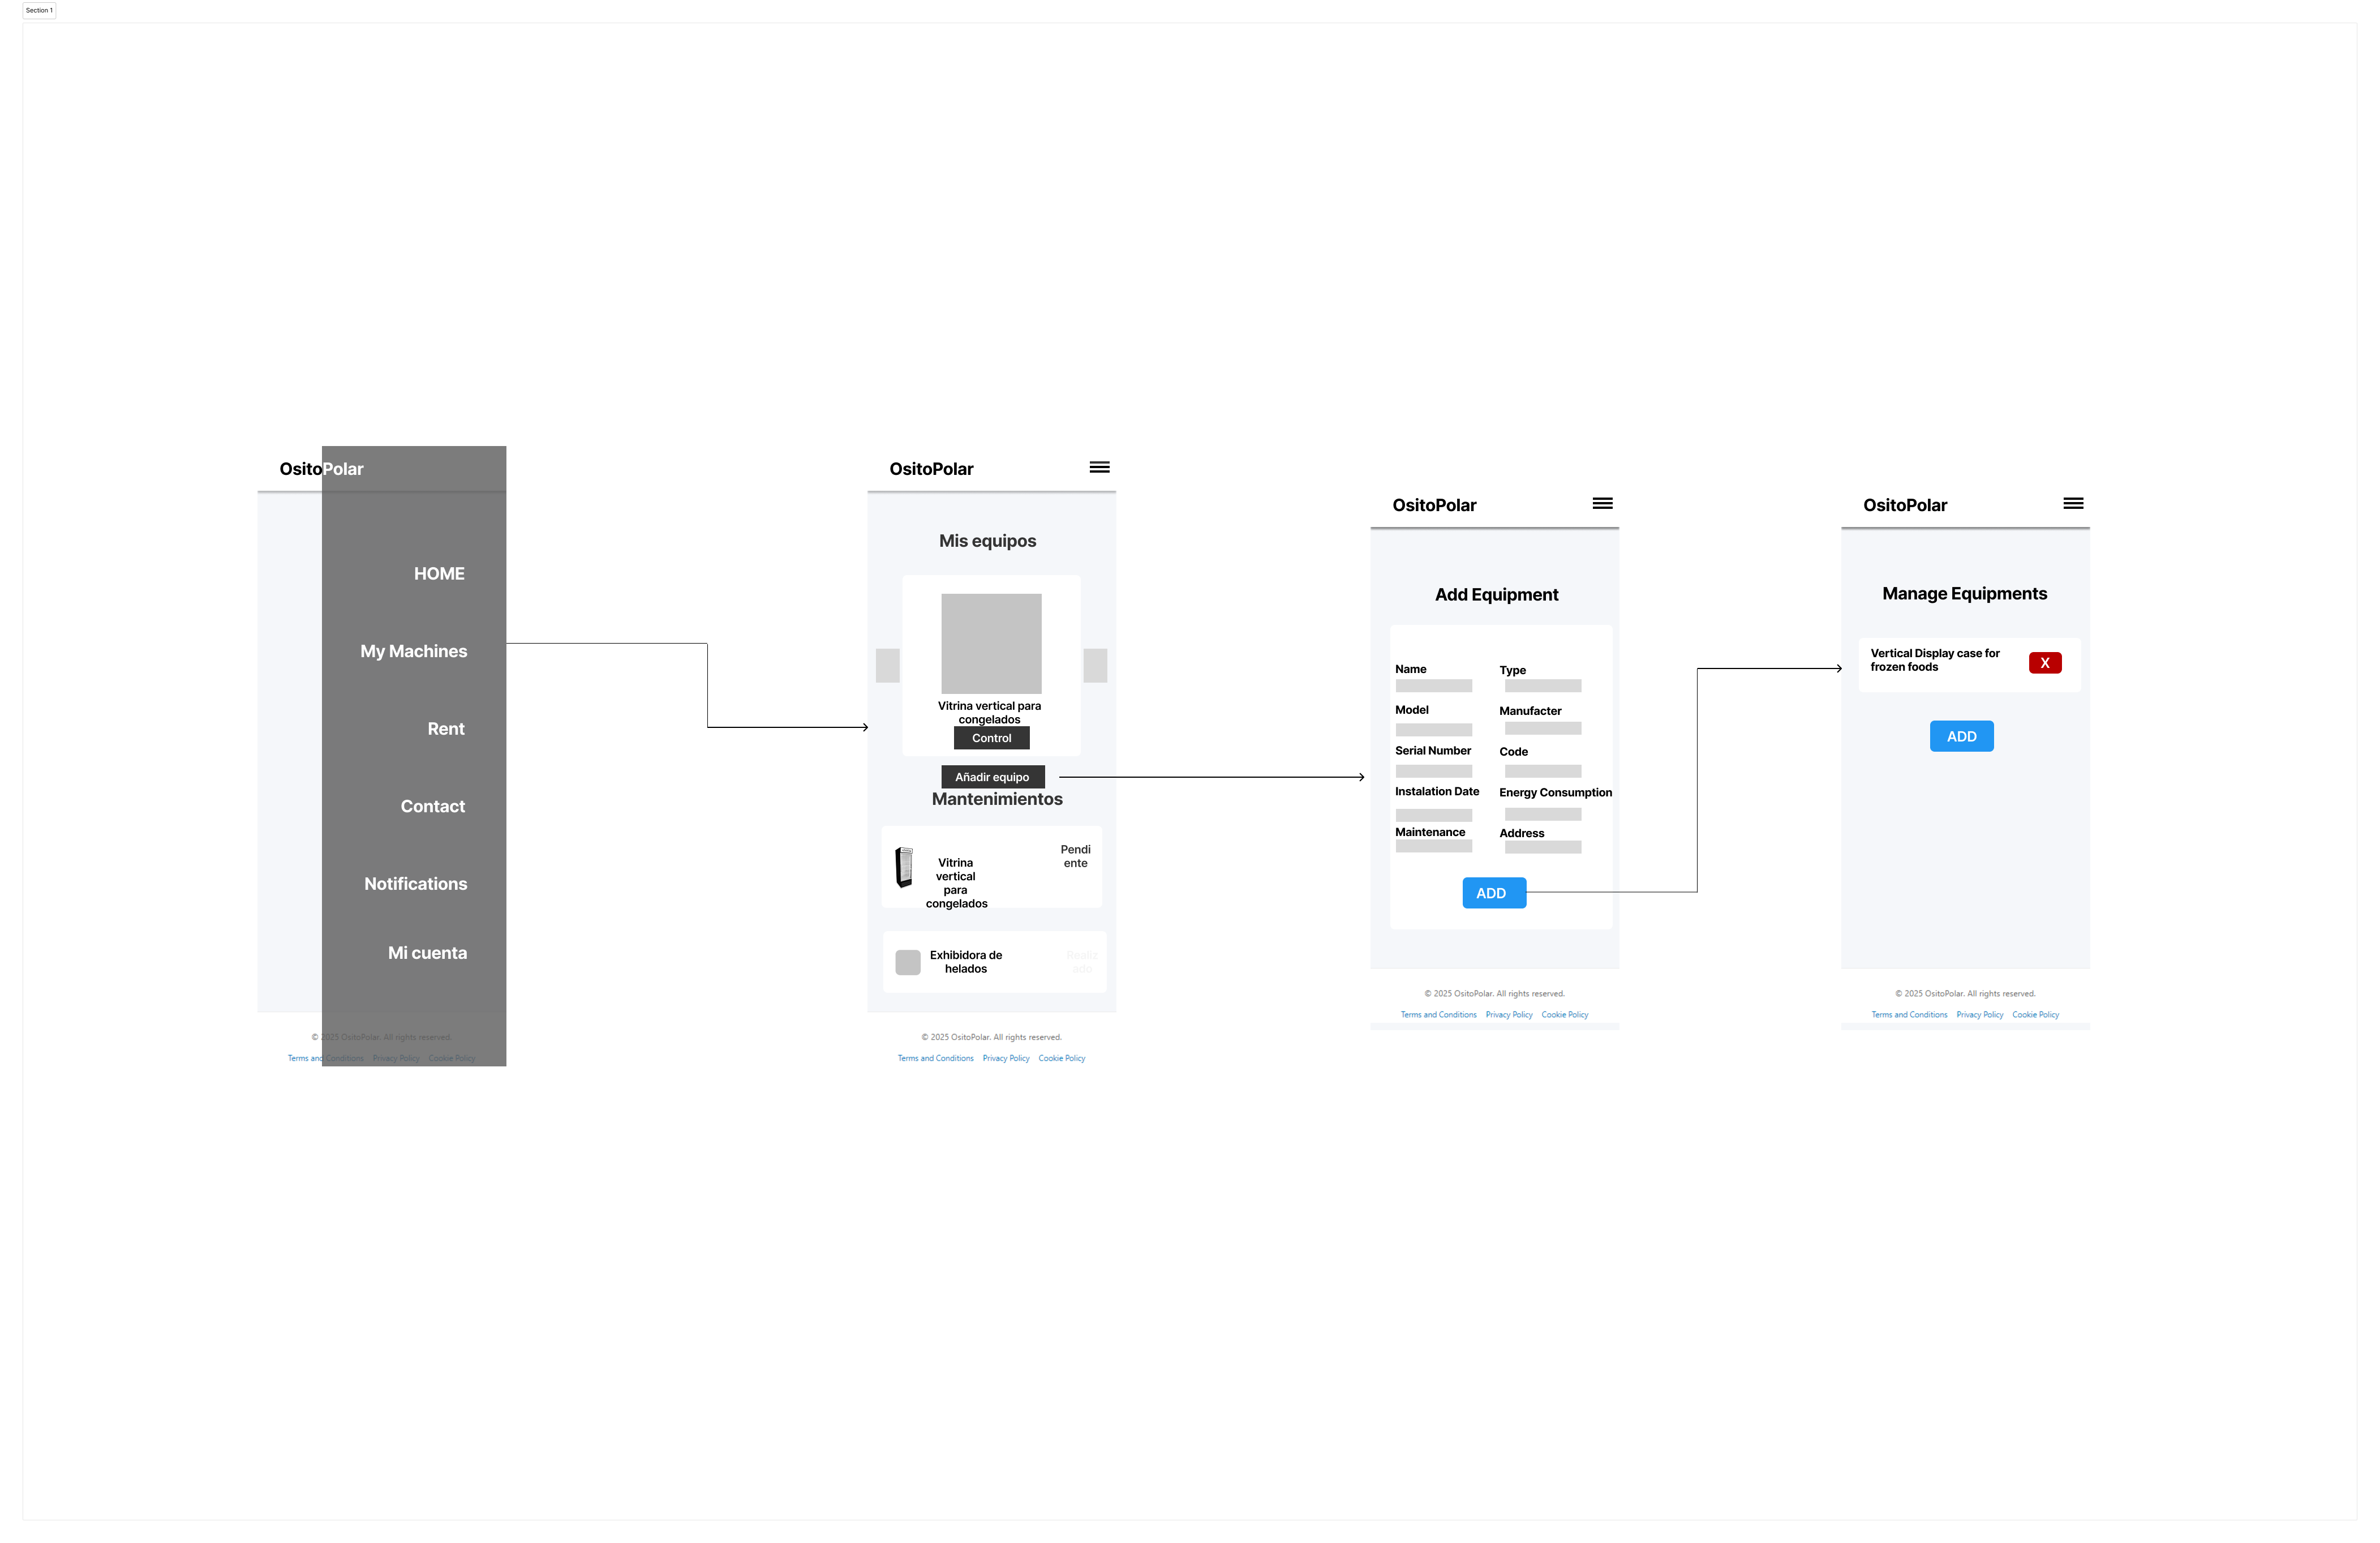 Section 1
OsitoPolar
HOME
My Machines
Rent
Contact
Notifications
Mi cuenta
© 2025 OsitoPolar. All rights reserved.
Terms and Conditions Privacy Policy Cookie Policy
OsitoPolar
Mis equipos
Vitrina vertical para
congelados
Control
Añadir equipo
Mantenimientos
Vitrina
vertical
para
congelados
Pendi
ente
Exhibidora de
helados
Realiz
ado
© 2025 OsitoPolar. All rights reserved.
Terms and Conditions Privacy Policy Cookie Policy
OsitoPolar
Add Equipment
Name Type
Model Manufacter
Serial Number Code
Instalation Date Energy Consumption
Maintenance Address
ADD
© 2025 OsitoPolar. All rights reserved.
Terms and Conditions Privacy Policy Cookie Policy
OsitoPolar
Manage Equipments
Vertical Display case for
frozen foods
X
ADD
© 2025 OsitoPolar. All rights reserved.
Terms and Conditions Privacy Policy Cookie Policy